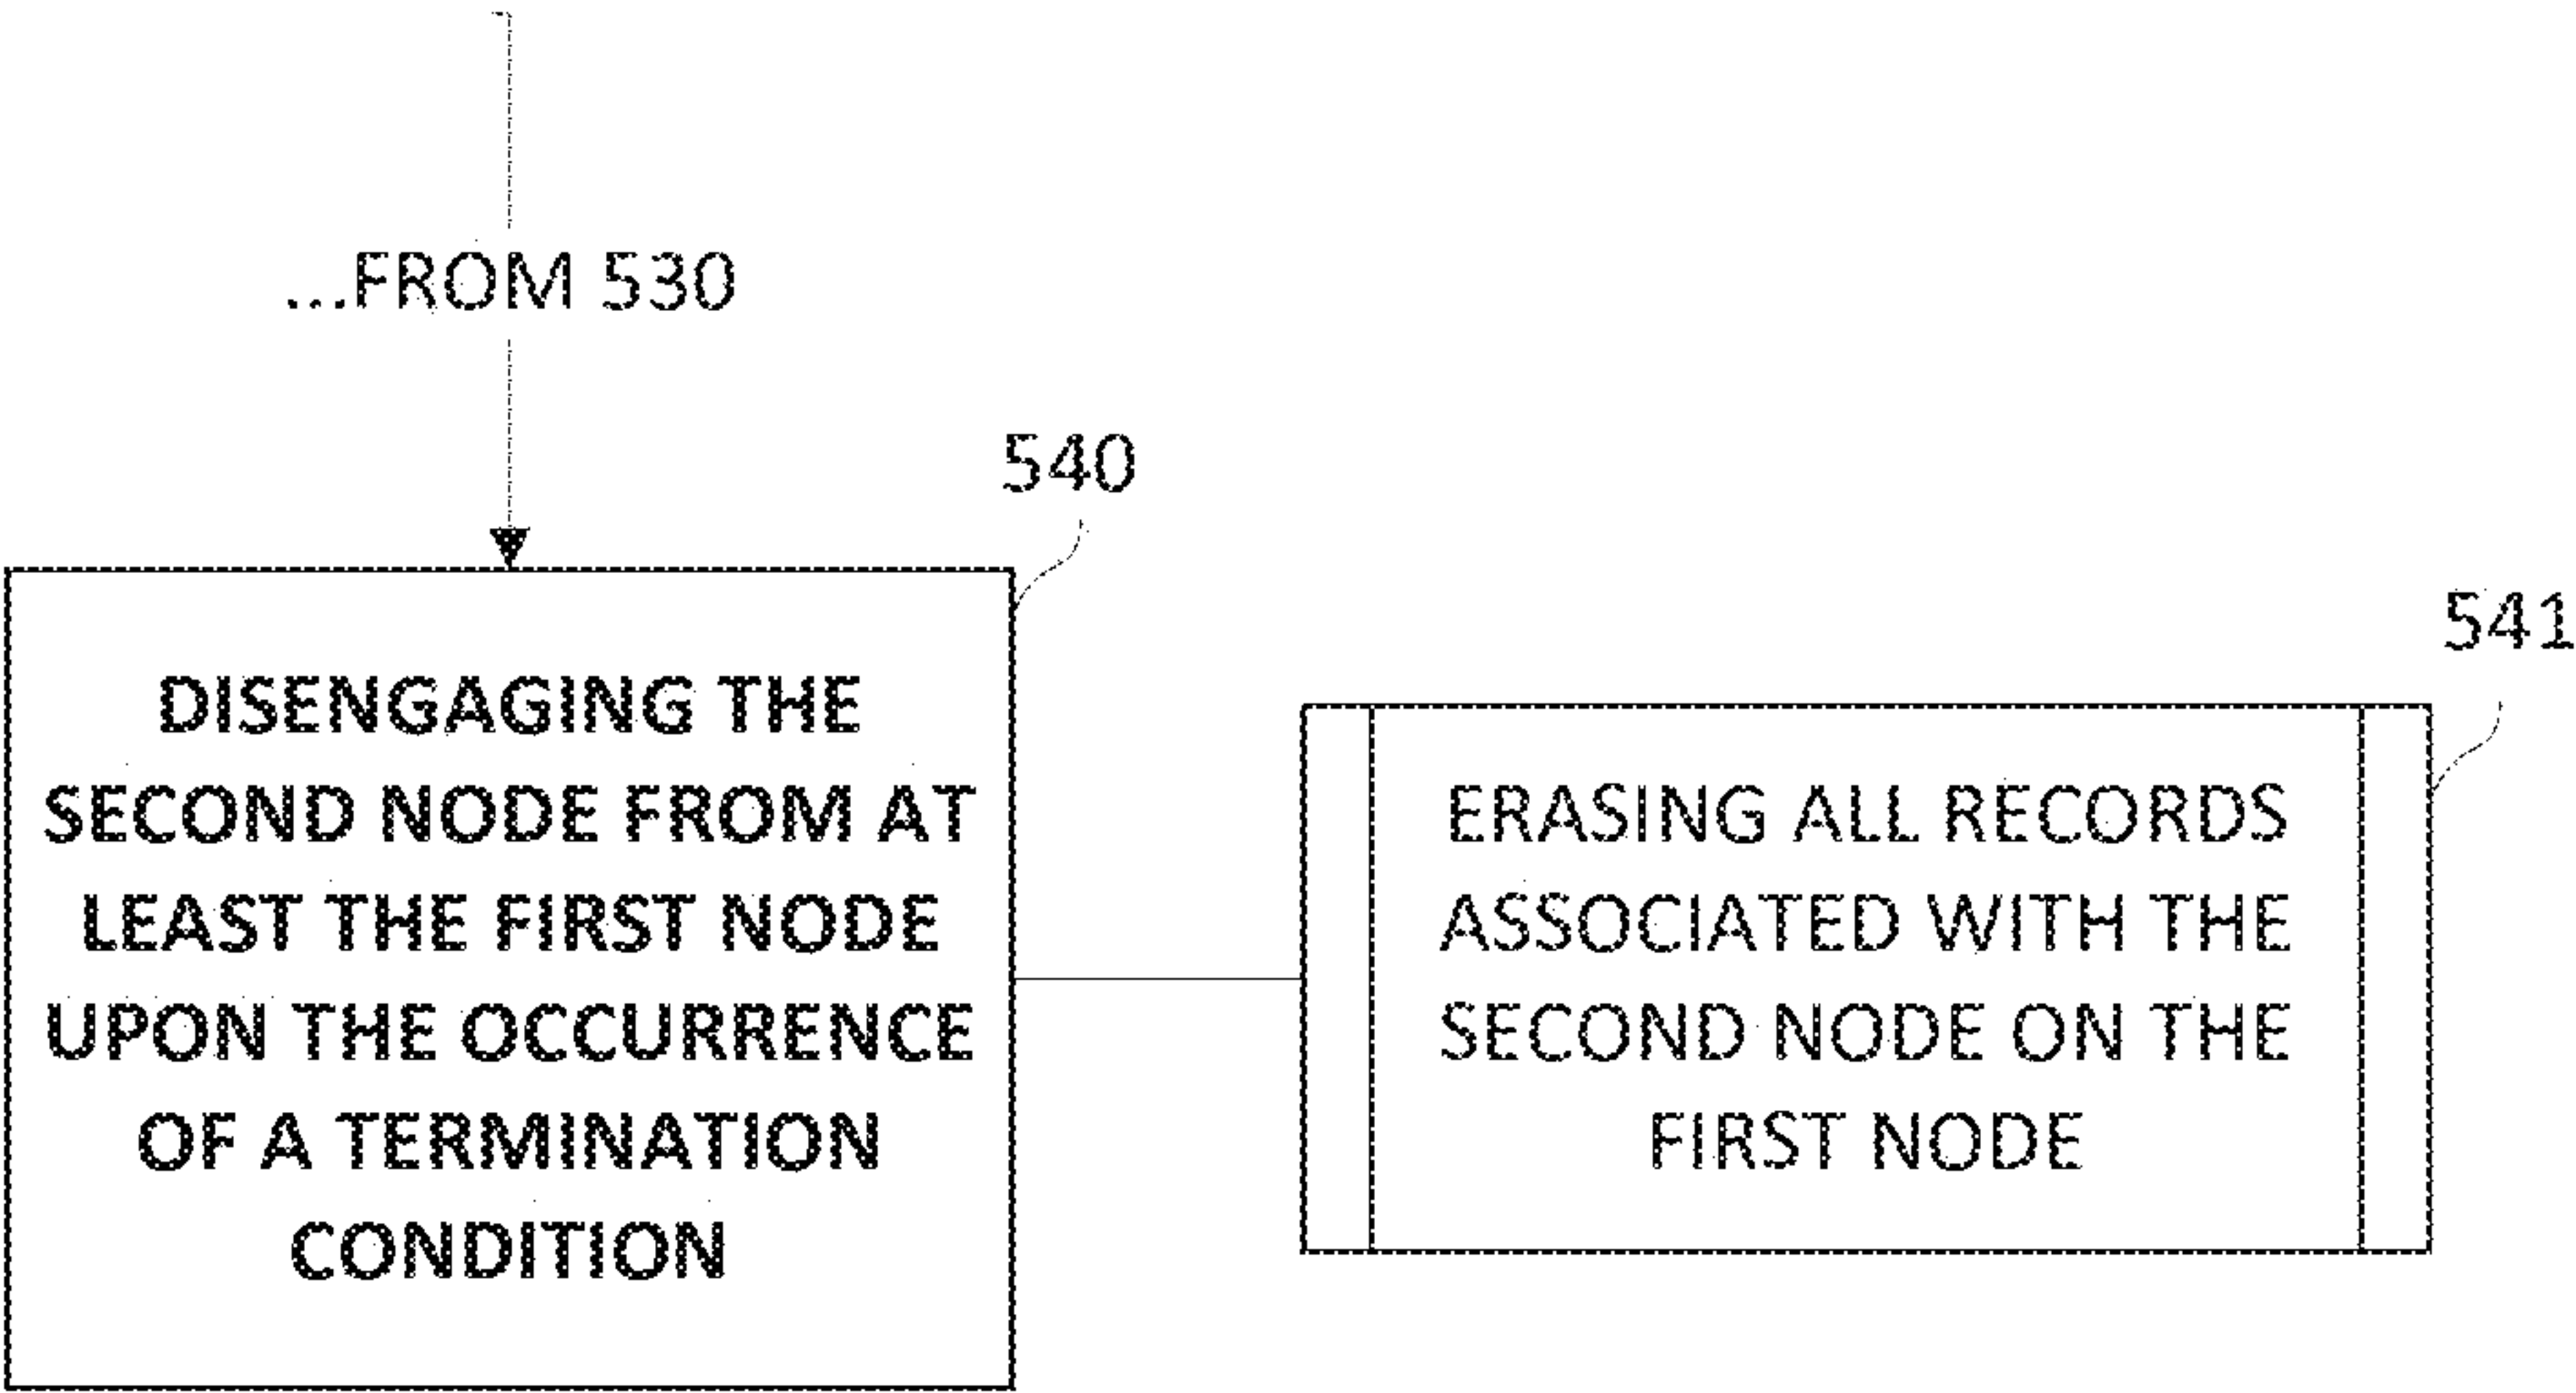 ...FROM 530
540
DISENGAGING THE
SECOND NODE FROM AT
LEAST THE FIRST NODE
UPON THE OCCURRENCE
OF A TERMINATION
CONDITION
541
ERASING ALL RECORDS
ASSOCIATED WITH THE
SECOND NODE ON THE
FIRST NODE